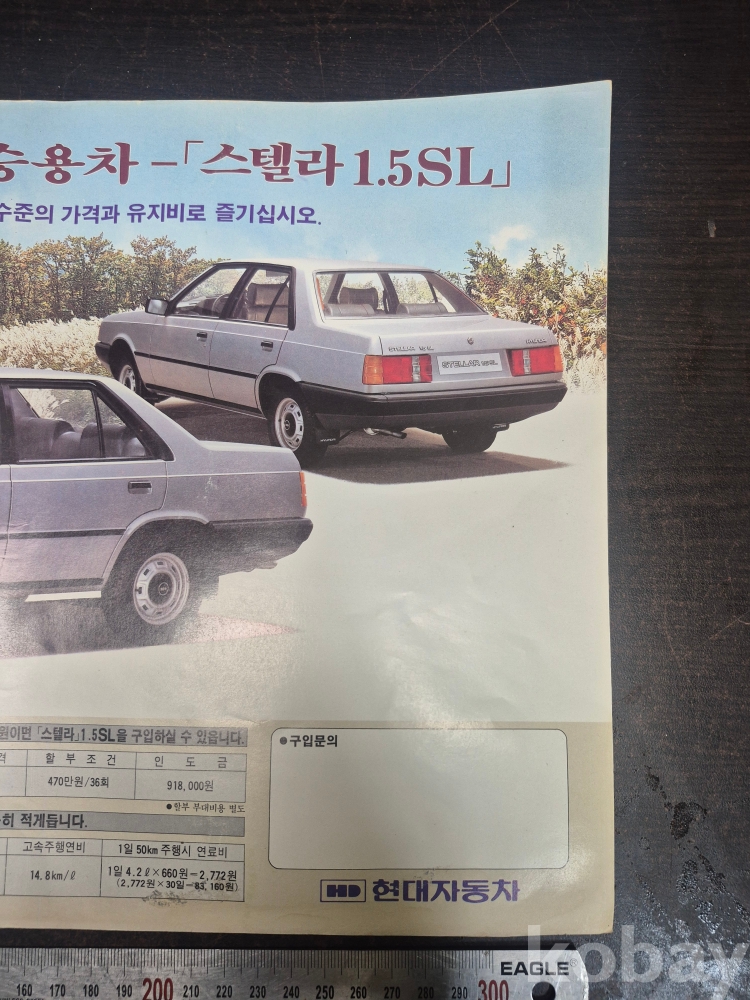 승용차 -「스텔라 1.5SL」
수준의 가격과 유지비로 즐기십시오.
STELLAR 1.5 SL
STELLAR
원이면「스텔라」1.5SL을 구입하실 수 있읍니다.
격 할부조건 인도금
470만원/36회 918,000원
●할부 부대비용 별도
히 적게듭니다.
고속주행연비 1일 50km 주행시 연료비
14.8km/ℓ 1일 4.2ℓ×660원=2,772원
(2,772원×30일=83,160원)
●구입문의
HD 현대자동차
160 170 180 190 200 210 220 230 240 250 260 270 280 290 300
EAGLE
kobay